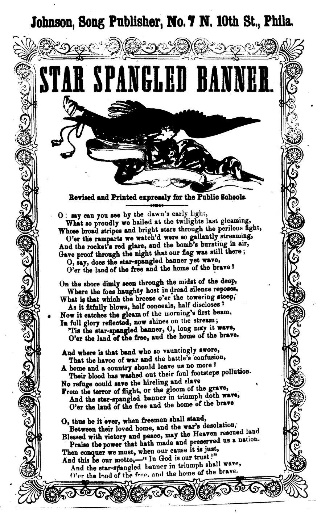 Johnson, Song Publisher, No. 7 N. 10th St., Phila.
STAR SPANGLED BANNER.
Revised and Printed expressly for the Public Schools.
O! say can you see by the dawn's early light,
What so proudly we hailed at the twilights last gleaming,
Whose broad stripes and bright stars through the perilous fight,
O'er the ramparts we watch'd were so gallantly streaming,
And the rocket's red glare, and the bomb's bursting in air,
Gave proof through the night that our flag was still there;
O, say, does the star-spangled banner yet wave,
O'er the land of the free and the home of the brave!
On the shore dimly seen through the midst of the deep,
Where the foes haughty host in dread silence reposes,
What is that which the breeze o'er the towering steep,
As it fitfully blows, half conceals, half discloses?
Now it catches the gleam of the morning's first beam,
In full glory reflected, now shines on the stream;
'Tis the star-spangled banner, O, long may it wave,
O'er the land of the free, and the home of the brave.
And where is that band who so vauntingly swore,
That the havoc of war and the battle's confusion,
A home and a country should leave us no more!
Their blood has washed out their foul footsteps pollution.
No refuge could save the hireling and slave
From the terror of flight, or the gloom of the grave,
And the star-spangled banner in triumph doth wave,
O'er the land of the free and the home of the brave
O, thus be it ever, when freemen shall stand,
Between their loved home, and the war's desolation,
Blessed with victory and peace, may the Heaven rescued land
Praise the power that hath made and preserved us a nation.
Then conquer we must, when our cause it is just,
And this be our motto,—"In God is our trust!"
And the star-spangled banner in triumph shall wave,
O'er the land of the free, and the home of the brave.